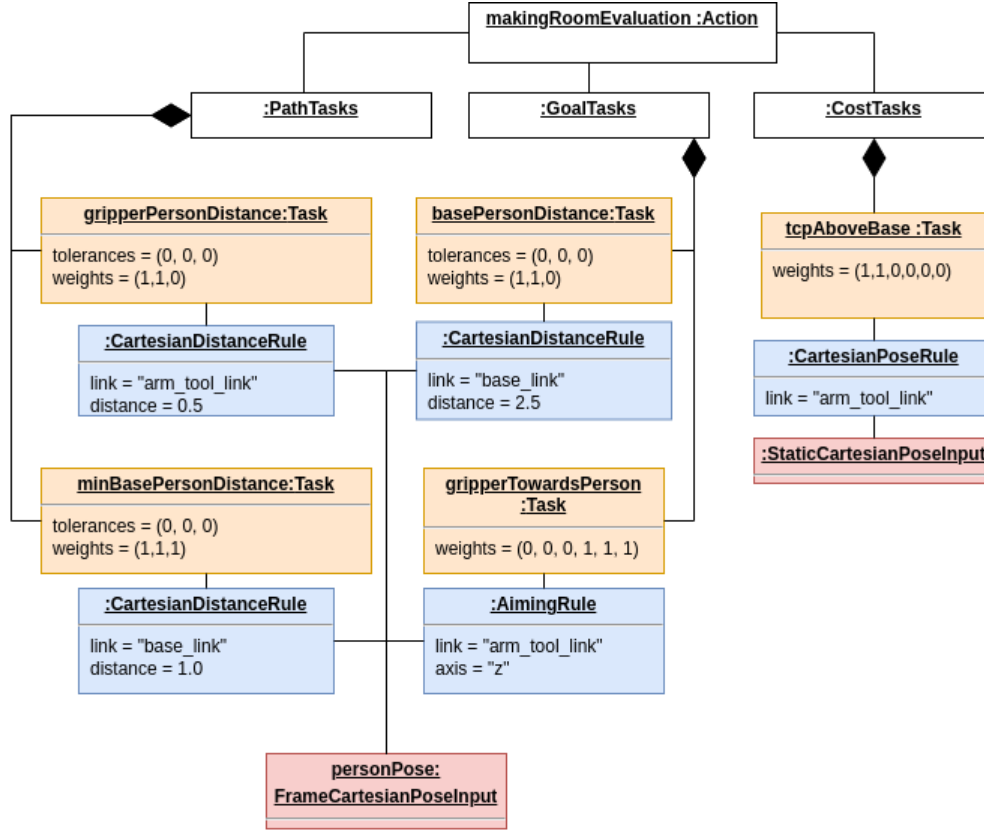 makingRoomEvaluation :Action
:PathTasks
:GoalTasks
:CostTasks
gripperPersonDistance:Task
tolerances = (0, 0, 0)
weights = (1,1,0)
:CartesianDistanceRule
link = "arm_tool_link"
distance = 0.5
basePersonDistance:Task
tolerances = (0, 0, 0)
weights = (1,1,0)
:CartesianDistanceRule
link = "base_link"
distance = 2.5
tcpAboveBase :Task
weights = (1,1,0,0,0,0)
:CartesianPoseRule
link = "arm_tool_link"
:StaticCartesianPoseInput
minBasePersonDistance:Task
tolerances = (0, 0, 0)
weights = (1,1,1)
:CartesianDistanceRule
link = "base_link"
distance = 1.0
gripperTowardsPerson
:Task
weights = (0, 0, 0, 1, 1, 1)
:AimingRule
link = "arm_tool_link"
axis = "z"
personPose:
FrameCartesianPoseInput